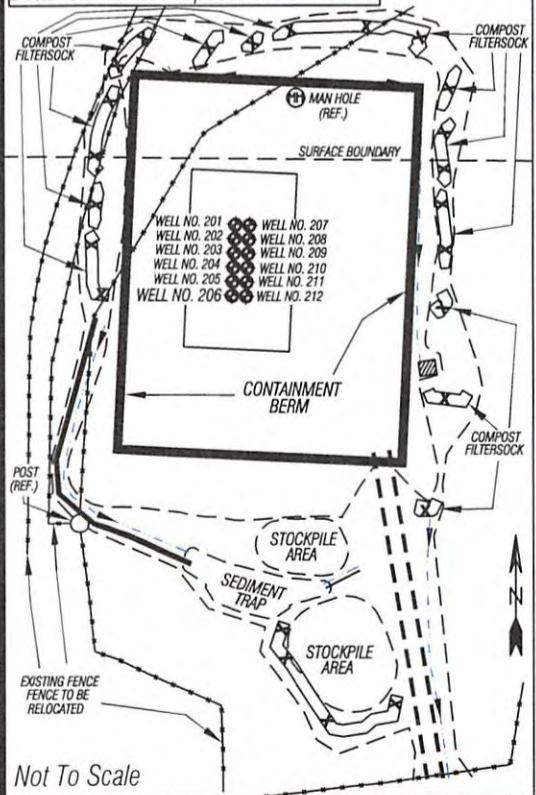 COMPOST
FILTERSOCK
COMPOST
FILTERSOCK
MAN HOLE
(REF.)
SURFACE BOUNDARY
WELL NO. 201
WELL NO. 207
WELL NO. 202
WELL NO. 208
WELL NO. 203
WELL NO. 209
WELL NO. 204
WELL NO. 210
WELL NO. 205
WELL NO. 211
WELL NO. 206
WELL NO. 212
CONTAINMENT
BERM
COMPOST
FILTERSOCK
POST
(REF.)
STOCKPILE
AREA
SEDIMENT
TRAP
STOCKPILE
AREA
N
EXISTING FENCE
FENCE TO BE
RELOCATED
Not To Scale